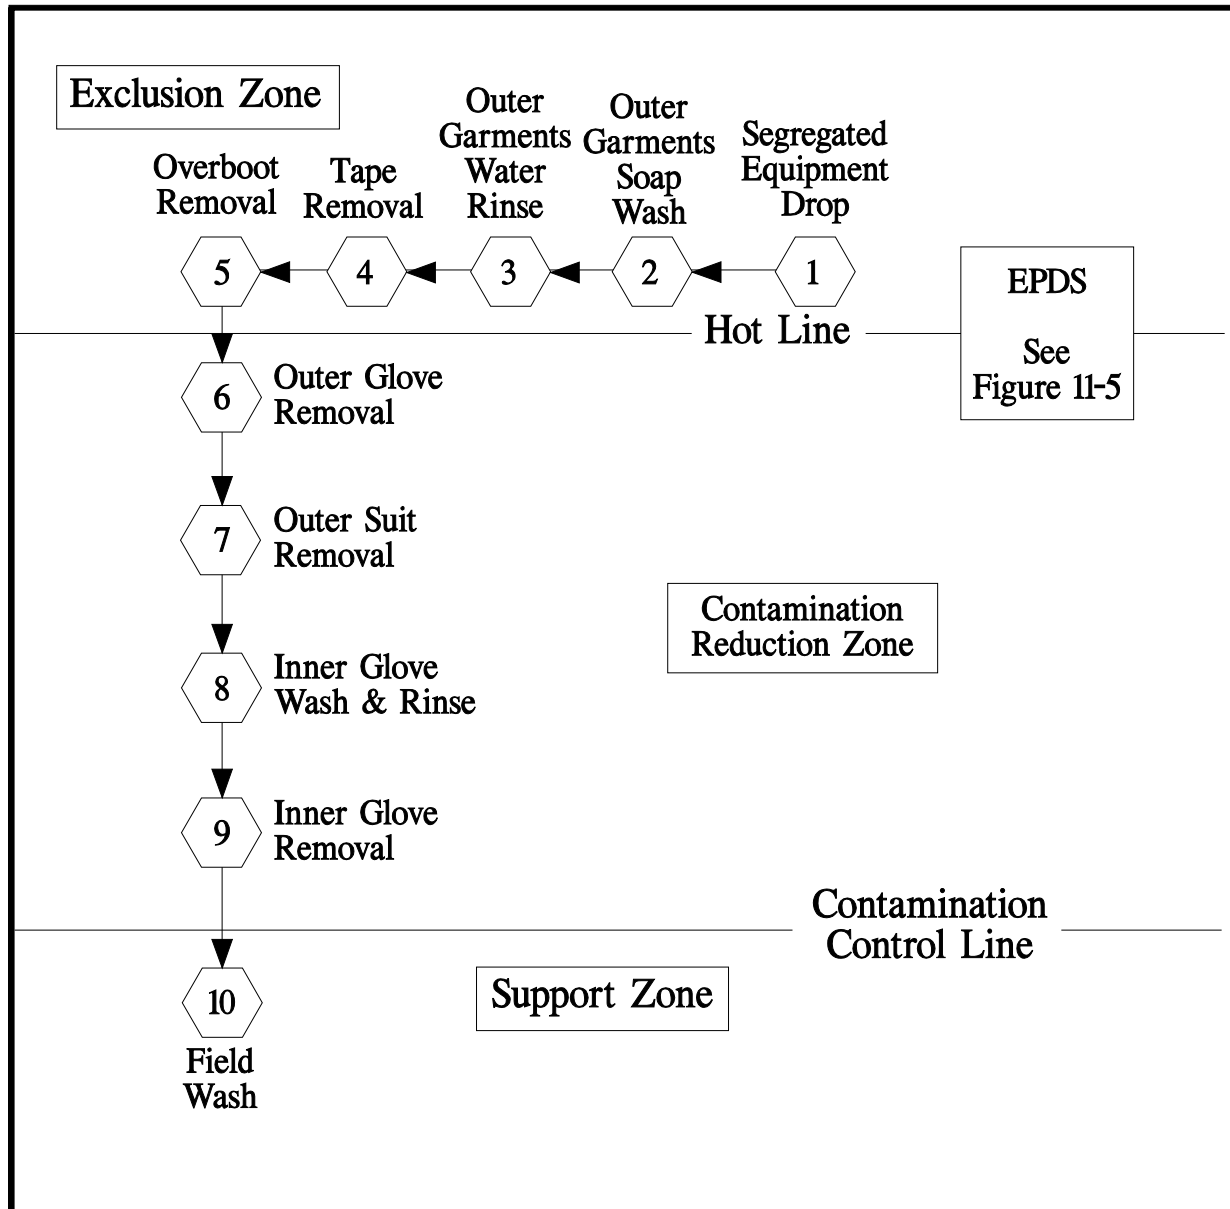 Exclusion Zone
Overboot
Removal
Tape
Removal
Outer
Garments
Water
Rinse
Outer
Garments
Soap
Wash
Segregated
Equipment
Drop
5
4
3
2
1
EPDS
See
Figure 11-5
Hot Line
6
Outer Glove
Removal
7
Outer Suit
Removal
Contamination
Reduction Zone
8
Inner Glove
Wash & Rinse
9
Inner Glove
Removal
Contamination
Control Line
Support Zone
10
Field
Wash